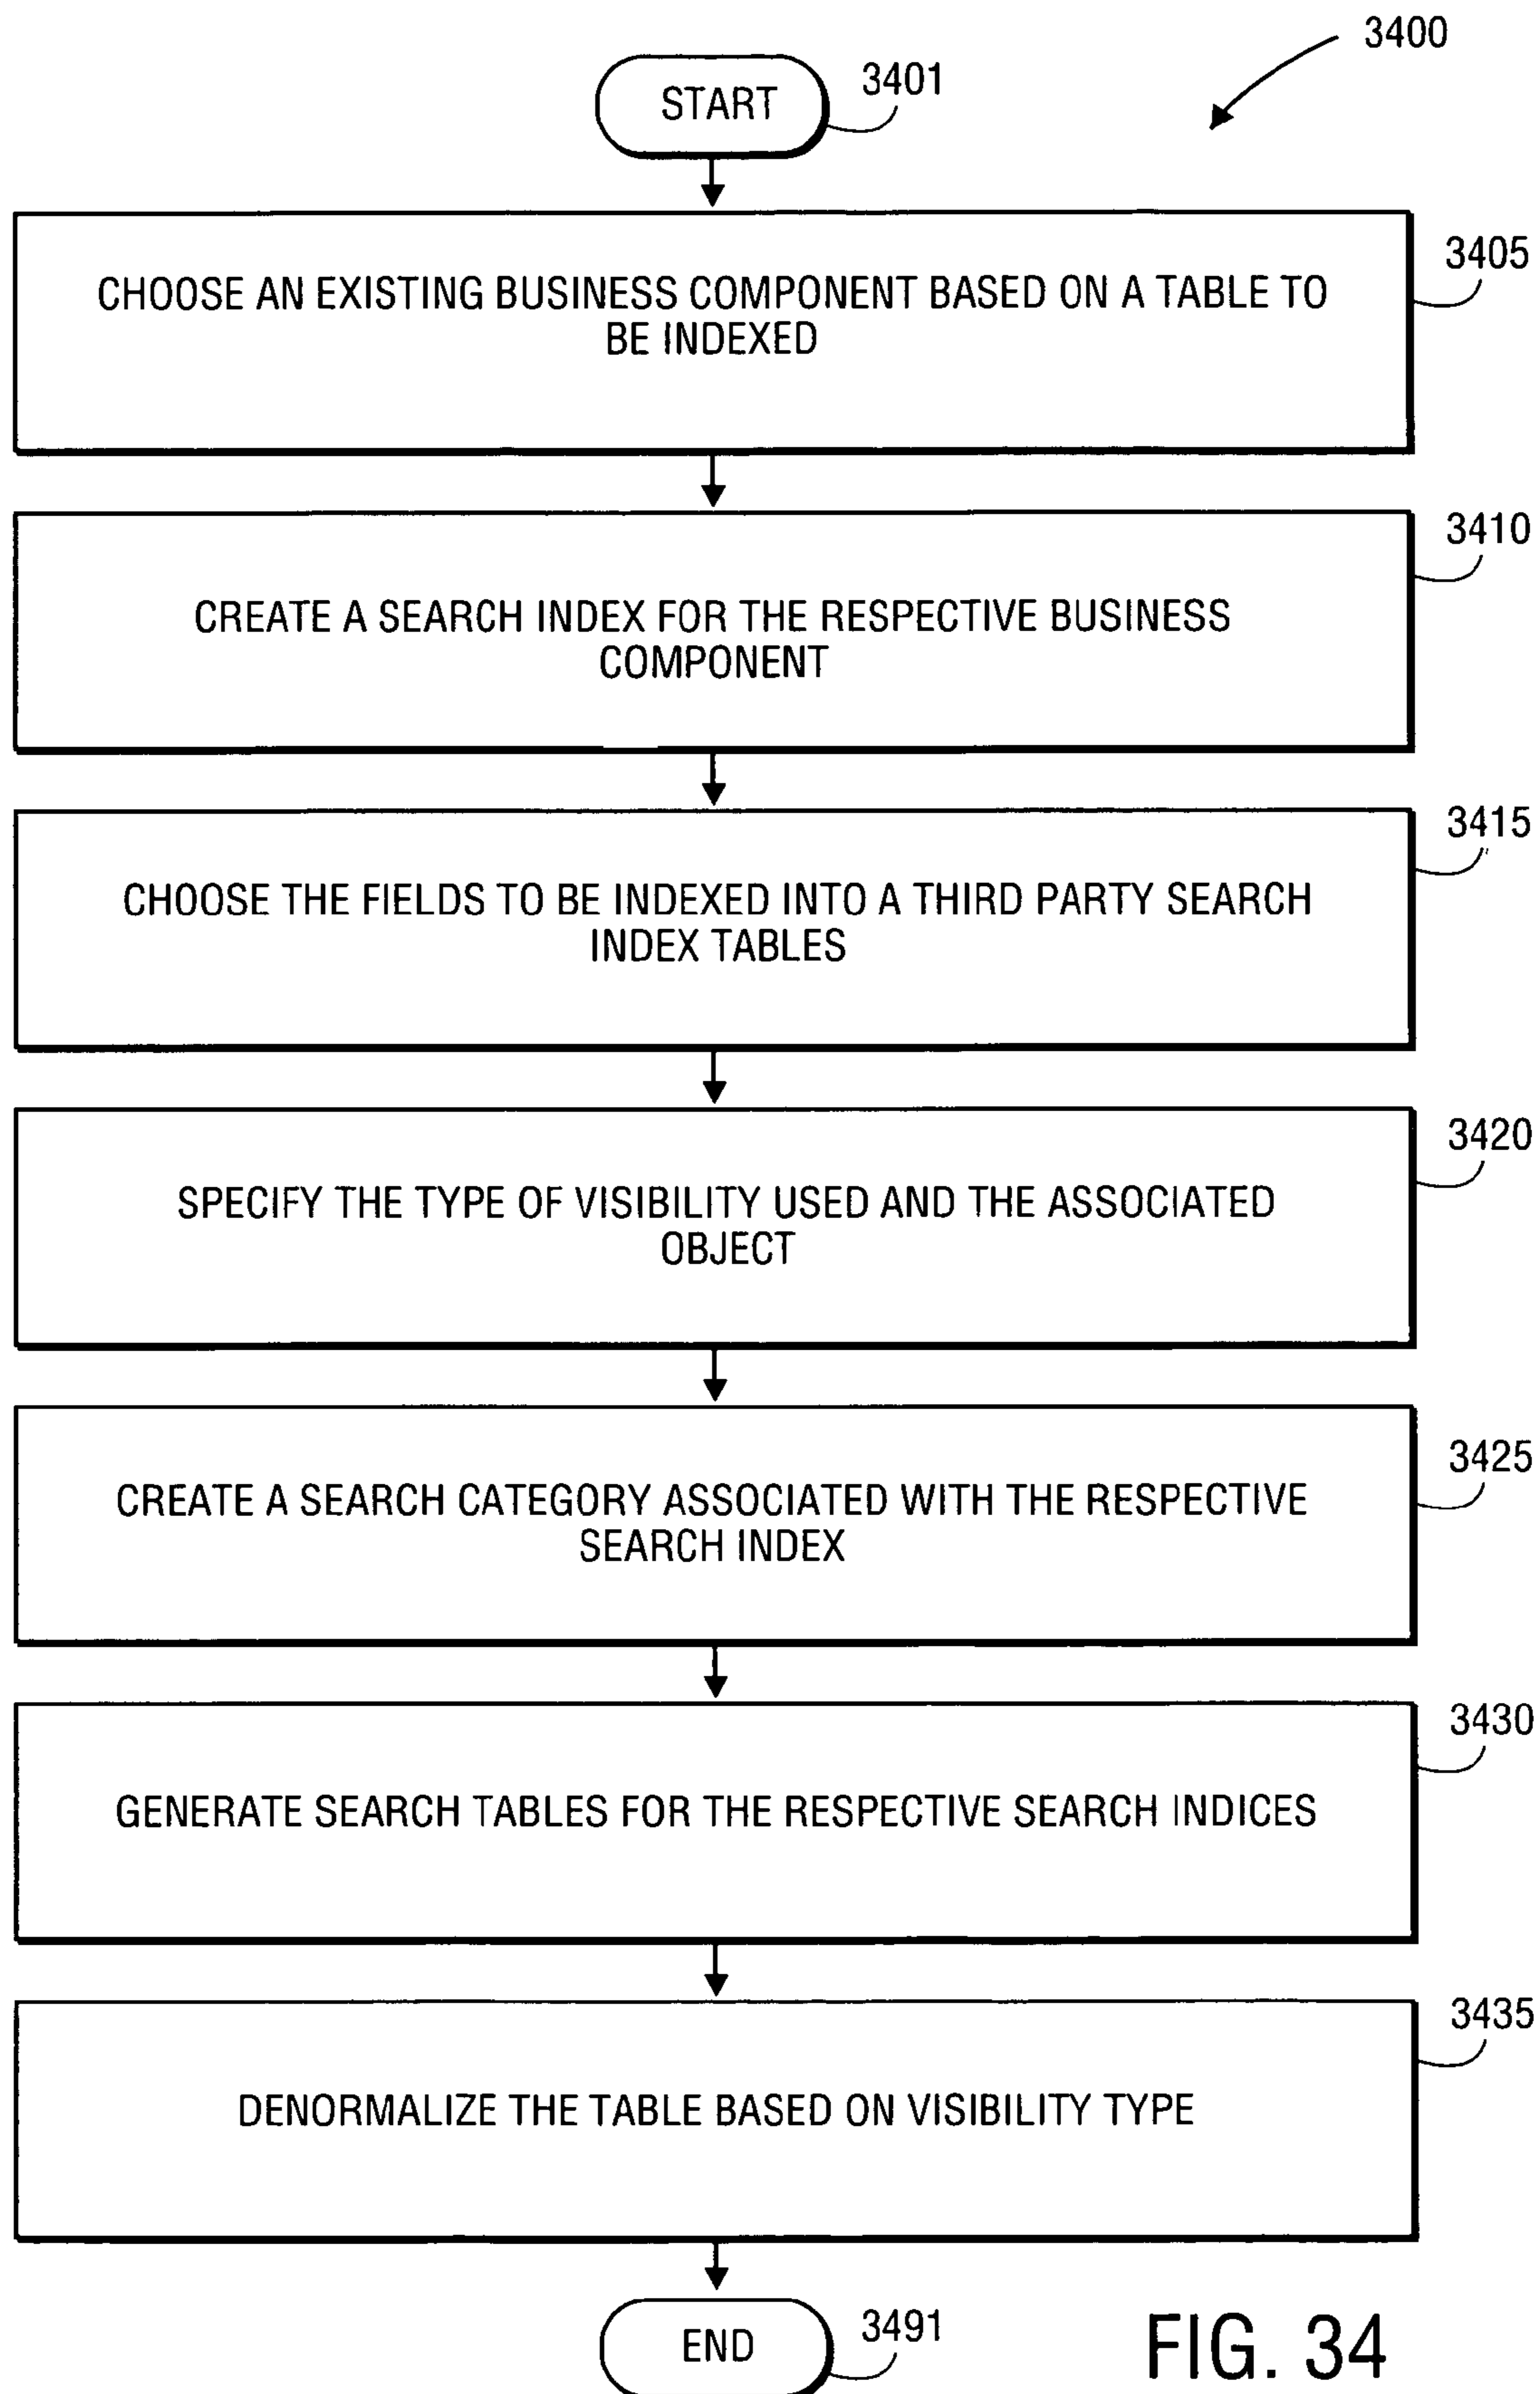 3400
START
3401
CHOOSE AN EXISTING BUSINESS COMPONENT BASED ON A TABLE TO
BE INDEXED
3405
CREATE A SEARCH INDEX FOR THE RESPECTIVE BUSINESS
COMPONENT
3410
CHOOSE THE FIELDS TO BE INDEXED INTO A THIRD PARTY SEARCH
INDEX TABLES
3415
SPECIFY THE TYPE OF VISIBILITY USED AND THE ASSOCIATED
OBJECT
3420
CREATE A SEARCH CATEGORY ASSOCIATED WITH THE RESPECTIVE
SEARCH INDEX
3425
GENERATE SEARCH TABLES FOR THE RESPECTIVE SEARCH INDICES
3430
DENORMALIZE THE TABLE BASED ON VISIBILITY TYPE
3435
END
3491
FIG. 34